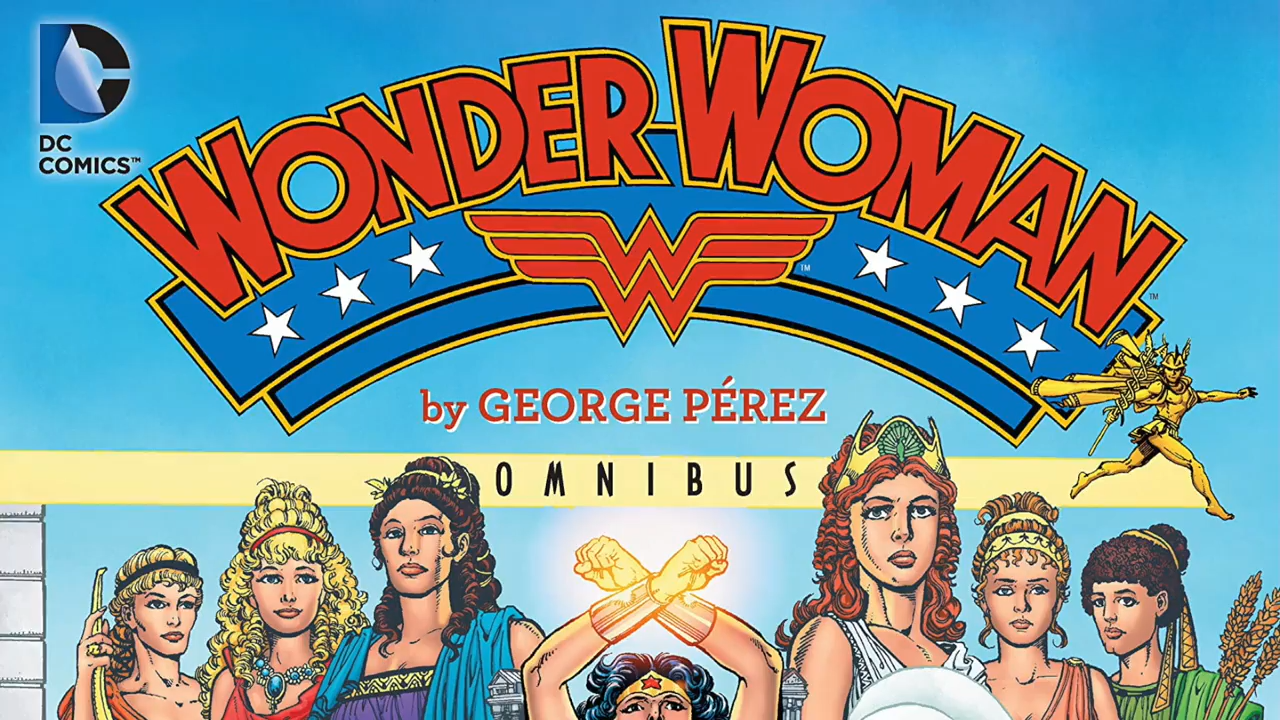 DC
COMICS™
WONDER WOMAN
™
™
by GEORGE PÉREZ
OMNIBUS